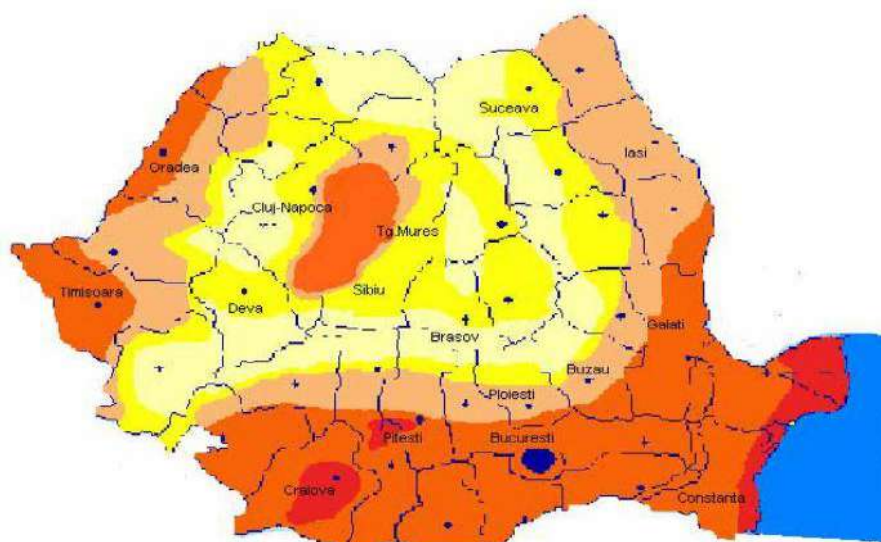 Suceava
Iasi
Oradea
Cluj-Napoca
Tg.Mures
Timisoara
Deva
Sibiu
Brasov
Galati
Buzau
Ploiesti
Pitesti
Bucuresti
Craiova
Constanta